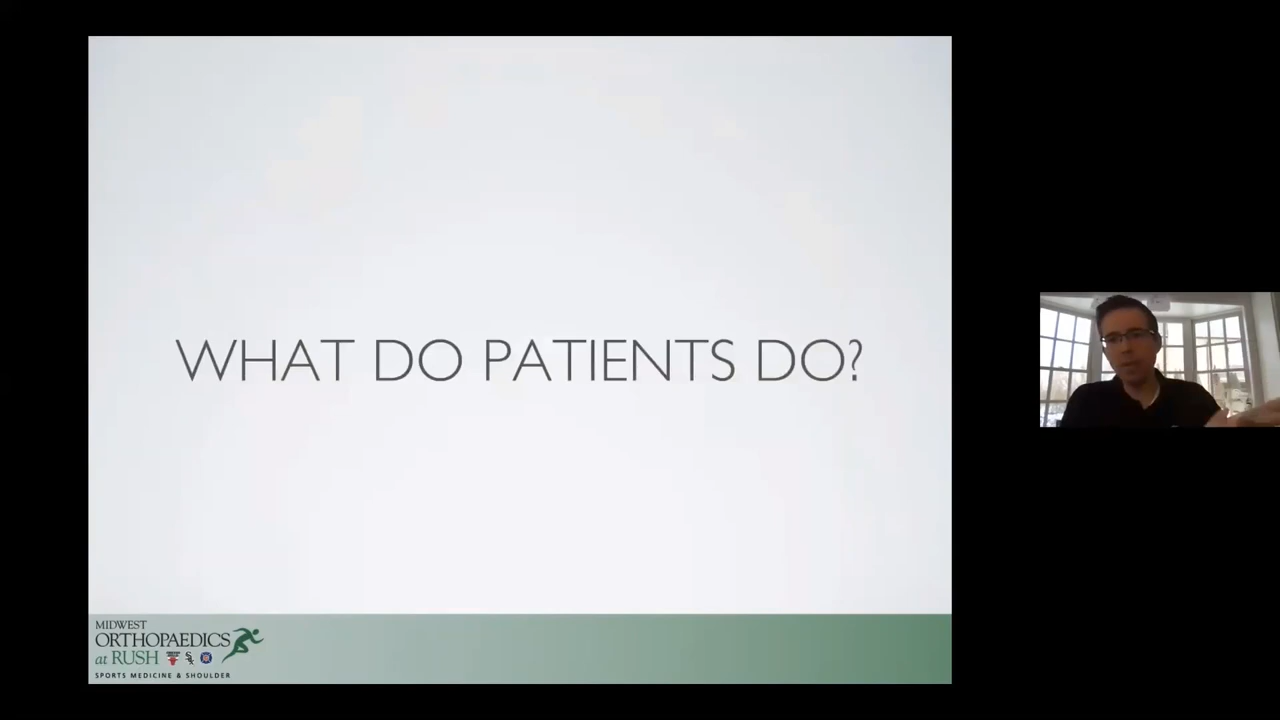 WHAT DO PATIENTS DO?
MIDWEST
ORTHOPAEDICS
at RUSH
SPORTS MEDICINE & SHOULDER